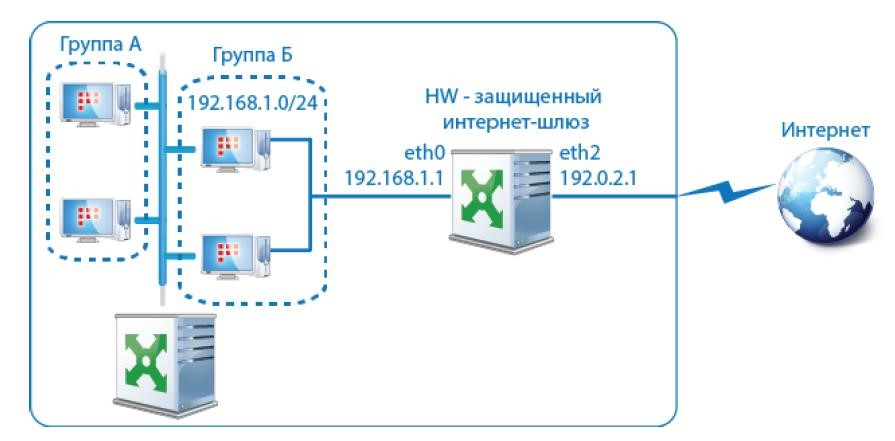 Группа А
Группа Б
192.168.1.0/24
HW - защищенный
интернет-шлюз
eth0
192.168.1.1
eth2
192.0.2.1
Интернет